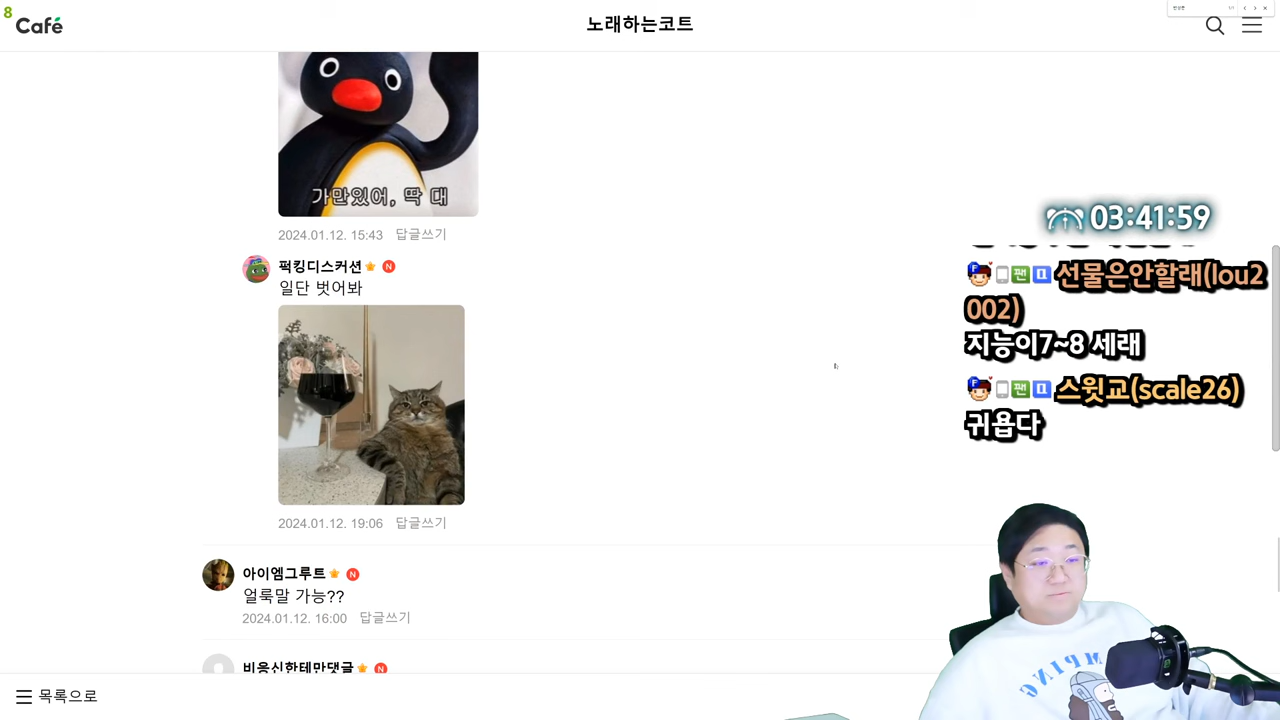 8
Café
노래하는코트
가만있어, 딱 대
2024.01.12. 15:43 답글쓰기
퍽킹디스커션 N
일단 벗어봐
2024.01.12. 19:06 답글쓰기
아이엠그루트 N
얼룩말 가능??
2024.01.12. 16:00 답글쓰기
비응신한테만댓글 N
목록으로
03:41:59
F 팬 선물은안할래(lou2
002)
지능이7~8 세래
F 팬 스윗교(scale26)
귀욥다